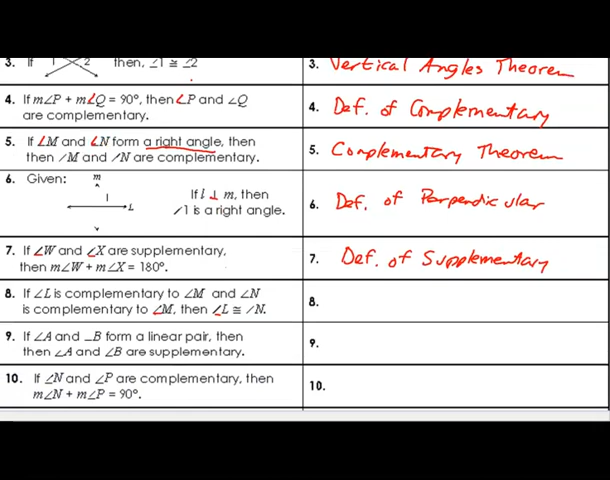 3. If 1 2 then, ∠1 ≅ ∠2
3. Vertical Angles Theorem
4. If m∠P + m∠Q = 90°, then ∠P and ∠Q
are complementary.
4. Def. of Complementary
5. If ∠M and ∠N form a right angle, then
then ∠M and ∠N are complementary.
5. Complementary Theorem
6. Given: m
1
L
If l ⊥ m, then
∠1 is a right angle.
6. Def. of Perpendicular
7. If ∠W and ∠X are supplementary,
then m∠W + m∠X = 180°.
7. Def. of Supplementary
8. If ∠L is complementary to ∠M and ∠N
is complementary to ∠M, then ∠L ≅ ∠N.
8.
9. If ∠A and ∠B form a linear pair, then
then ∠A and ∠B are supplementary.
9.
10. If ∠N and ∠P are complementary, then
m∠N + m∠P = 90°.
10.